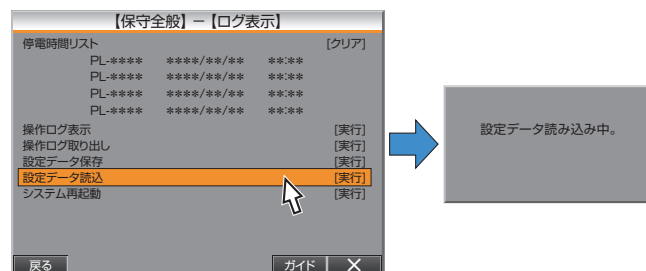 【保守全般】－【ログ表示】
停電時間リスト [クリア]
PL-**** ****/**/** **:**
PL-**** ****/**/** **:**
PL-**** ****/**/** **:**
PL-**** ****/**/** **:**
操作ログ表示 [実行]
操作ログ取り出し [実行]
設定データ保存 [実行]
設定データ読込 [実行]
システム再起動 [実行]
戻る ガイド X
設定データ読み込み中。